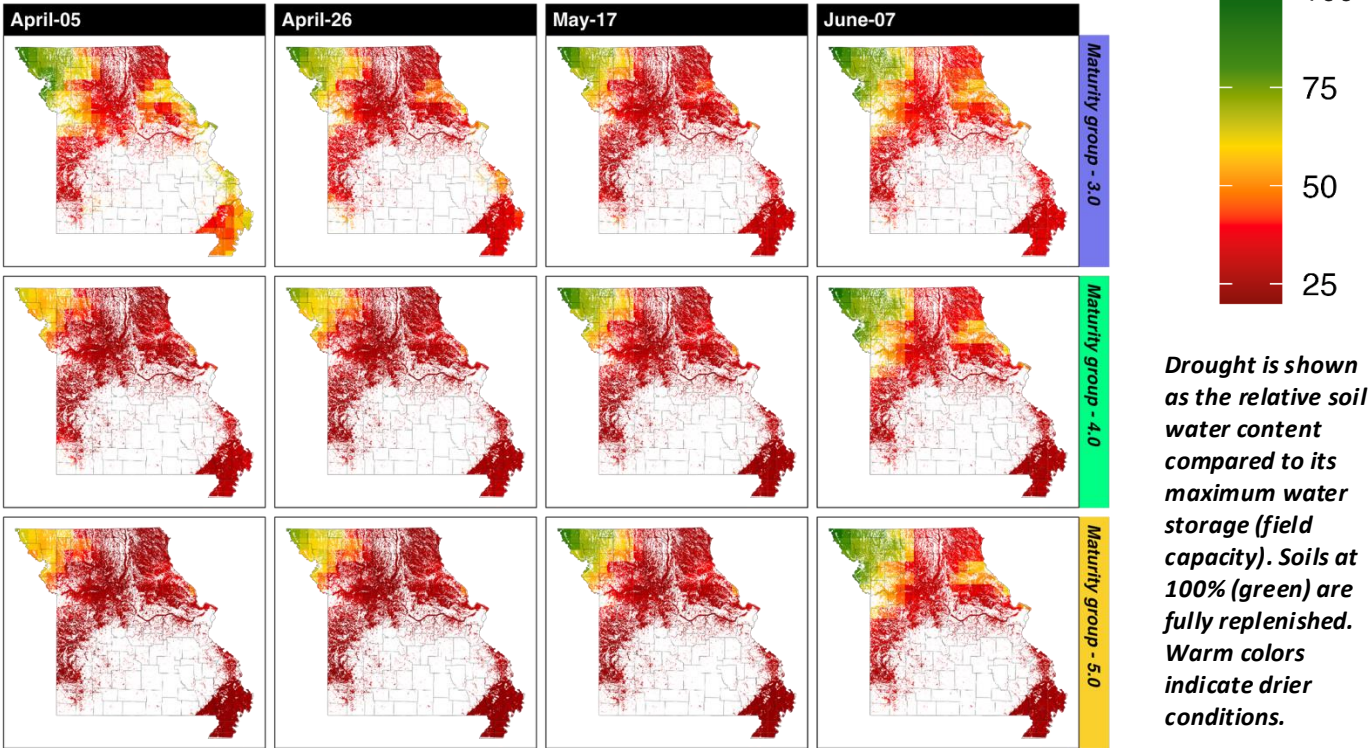 April-05
April-26
May-17
June-07
Maturity group - 3.0
Maturity group - 4.0
Maturity group - 5.0
75
50
25
Drought is shown
as the relative soil
water content
compared to its
maximum water
storage (field
capacity). Soils at
100% (green) are
fully replenished.
Warm colors
indicate drier
conditions.